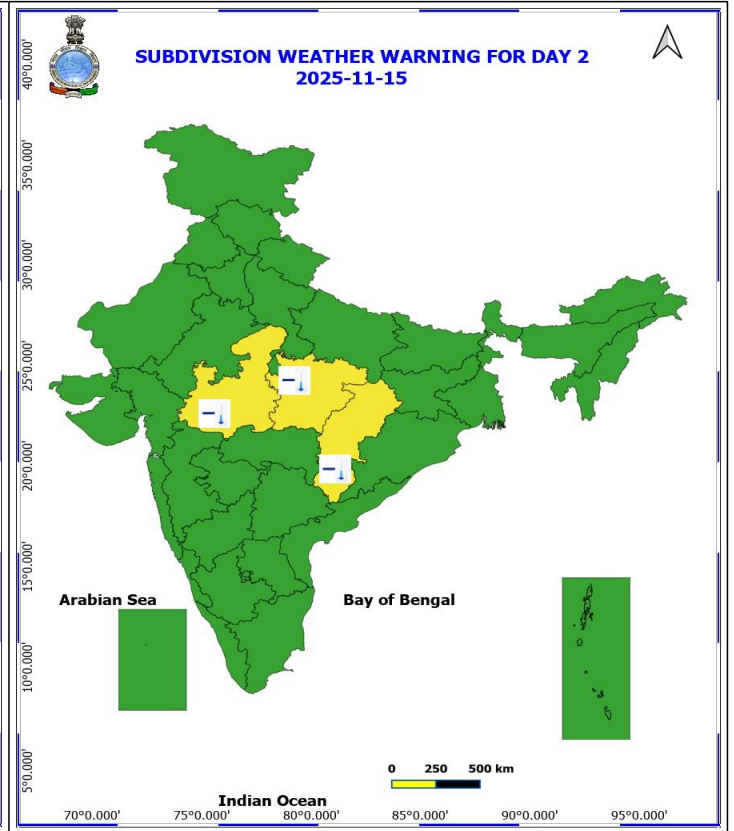 SUBDIVISION WEATHER WARNING FOR DAY 2
2025-11-15
40°0.000'
35°0.000'
30°0.000'
25°0.000'
20°0.000'
15°0.000'
10°0.000'
5°0.000'
Arabian Sea
Bay of Bengal
0 250 500 km
Indian Ocean
70°0.000' 75°0.000' 80°0.000' 85°0.000' 90°0.000' 95°0.000'